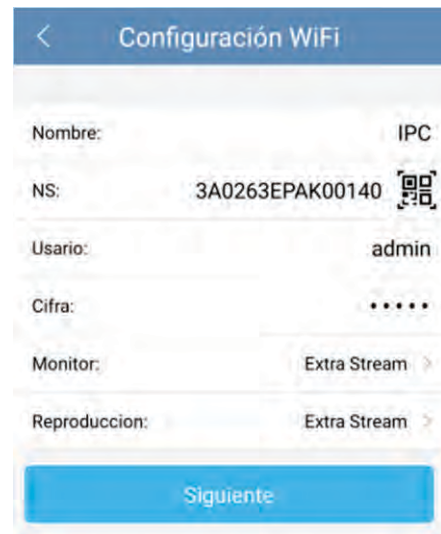 Configuración WiFi
Nombre: IPC
NS: 3A0263EPAK00140
Usario: admin
Cifra: •••••
Monitor: Extra Stream
Reproduccion: Extra Stream
Siguiente